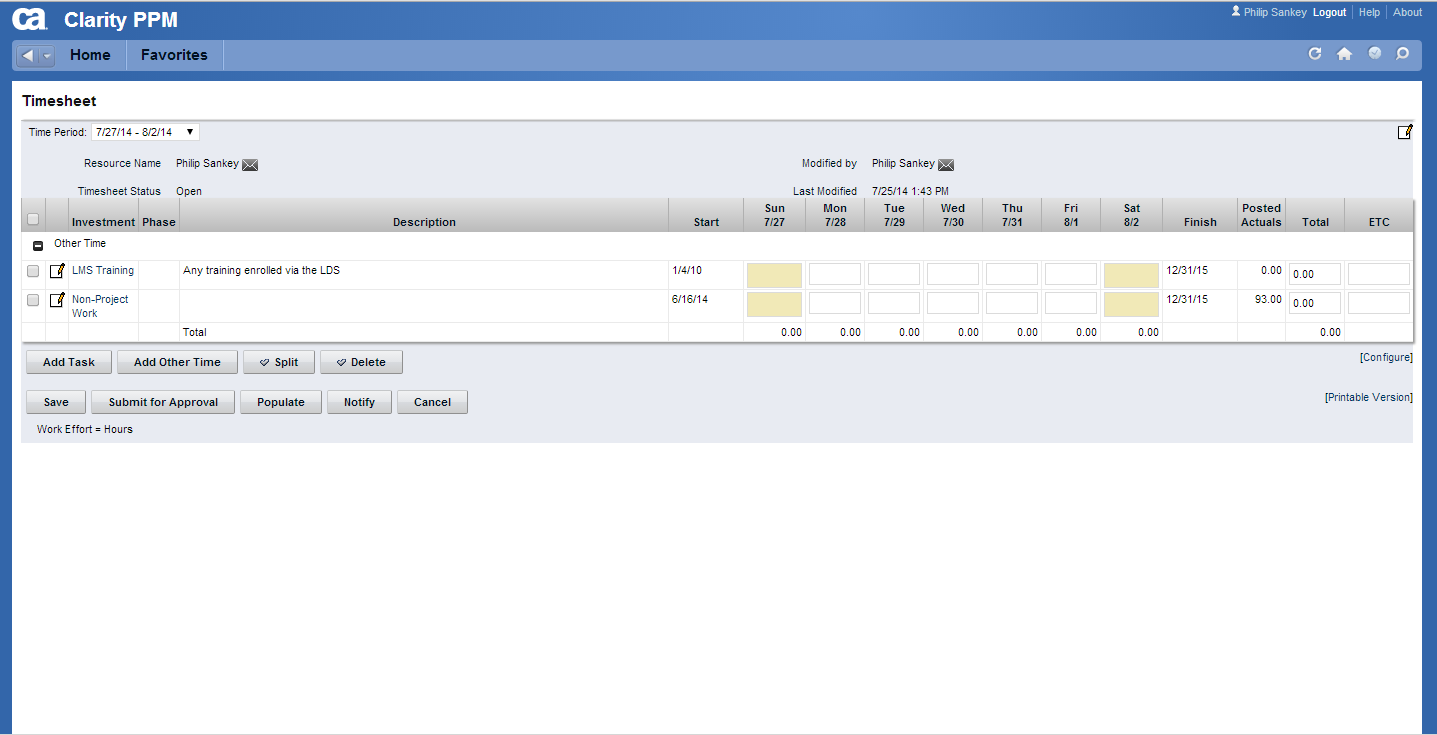 ca Clarity PPM
Philip Sankey Logout Help About
Home Favorites
Timesheet
Time Period: 7/27/14 - 8/2/14
Resource Name Philip Sankey Modified by Philip Sankey
Timesheet Status Open Last Modified 7/25/14 1:43 PM
Sun Mon Tue Wed Thu Fri Sat Posted
Investment Phase Description Start 7/27 7/28 7/29 7/30 7/31 8/1 8/2 Finish Actuals Total ETC
Other Time
LMS Training Any training enrolled via the LDS 1/4/10 12/31/15 0.00 0.00
Non-Project 6/16/14 12/31/15 93.00 0.00
Work
Total 0.00 0.00 0.00 0.00 0.00 0.00 0.00 0.00
Add Task Add Other Time Split Delete [Configure]
Save Submit for Approval Populate Notify Cancel [Printable Version]
Work Effort = Hours